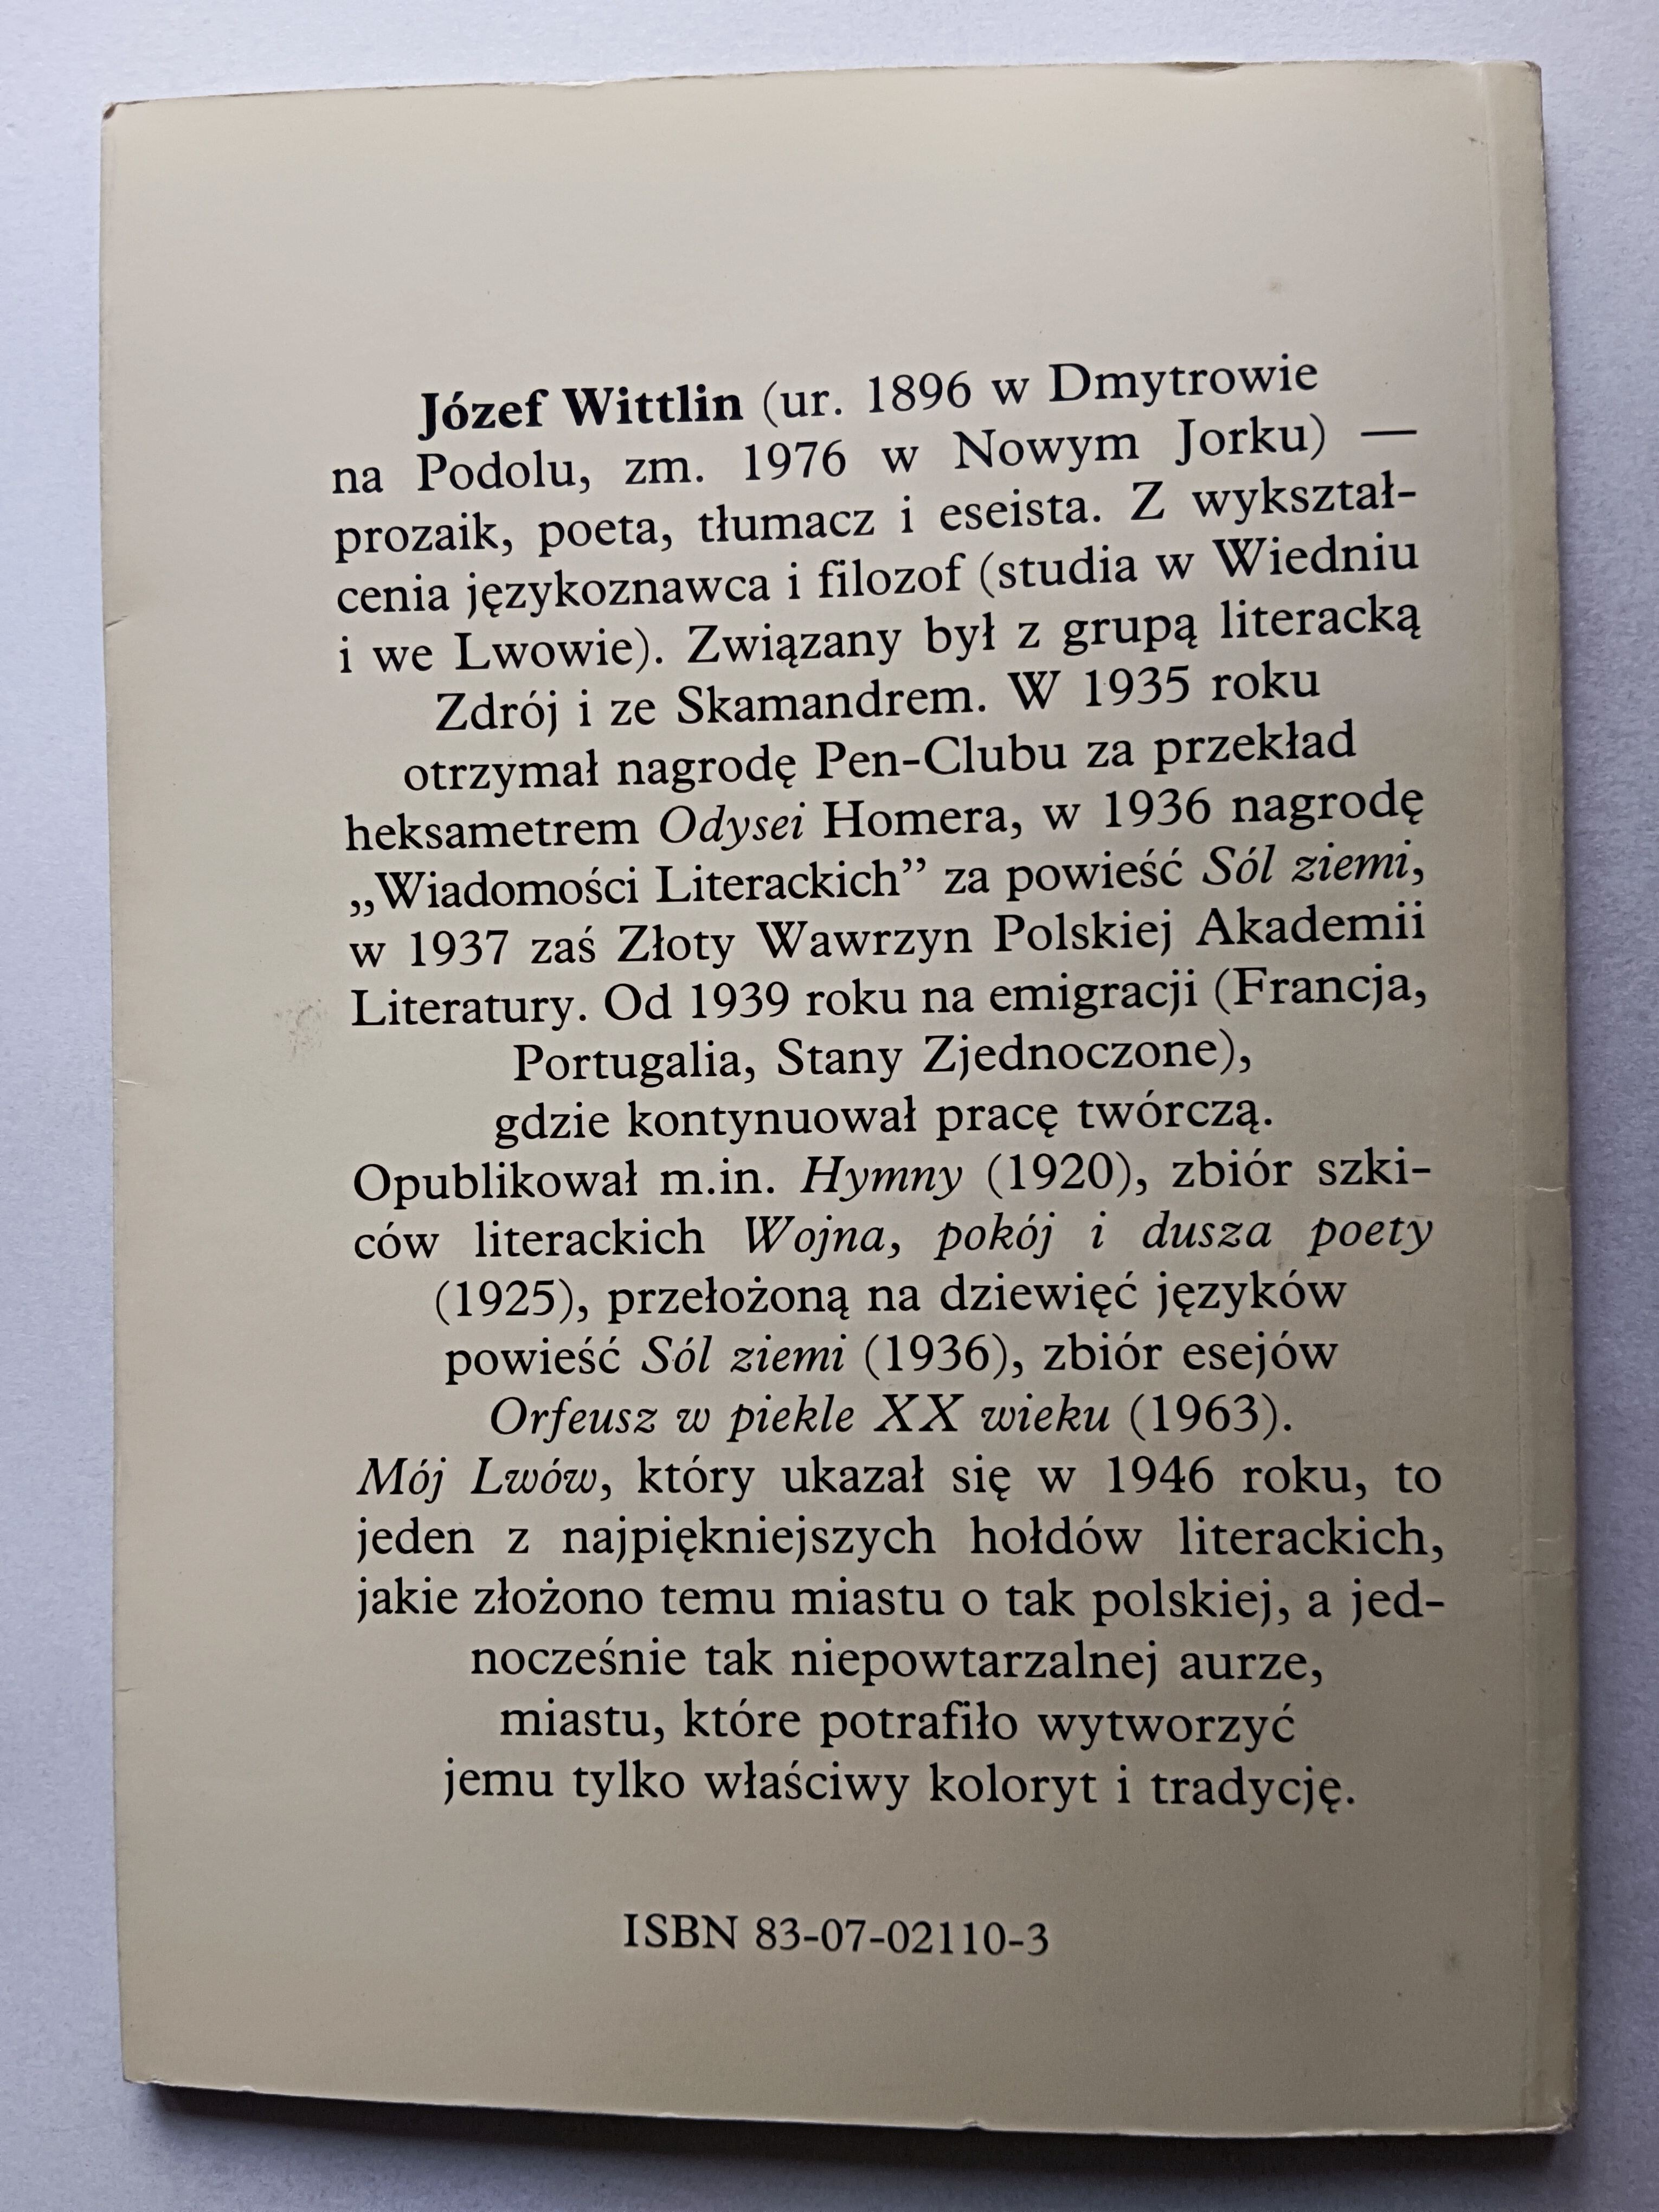 Józef Wittlin (ur. 1896 w Dmytrowie
na Podolu, zm. 1976 w Nowym Jorku) —
prozaik, poeta, tłumacz i eseista. Z wykształ-
cenia językoznawca i filozof (studia w Wiedniu
i we Lwowie). Związany był z grupą literacką
Zdrój i ze Skamandrem. W 1935 roku
otrzymał nagrodę Pen-Clubu za przekład
heksametrem Odysei Homera, w 1936 nagrodę
„Wiadomości Literackich” za powieść Sól ziemi,
w 1937 zaś Złoty Wawrzyn Polskiej Akademii
Literatury. Od 1939 roku na emigracji (Francja,
Portugalia, Stany Zjednoczone),
gdzie kontynuował pracę twórczą.
Opublikował m.in. Hymny (1920), zbiór szki-
ców literackich Wojna, pokój i dusza poety
(1925), przełożoną na dziewięć języków
powieść Sól ziemi (1936), zbiór esejów
Orfeusz w piekle XX wieku (1963).
Mój Lwów, który ukazał się w 1946 roku, to
jeden z najpiękniejszych hołdów literackich,
jakie złożono temu miastu o tak polskiej, a jed-
nocześnie tak niepowtarzalnej aurze,
miastu, które potrafiło wytworzyć
jemu tylko właściwy koloryt i tradycję.
ISBN 83-07-02110-3